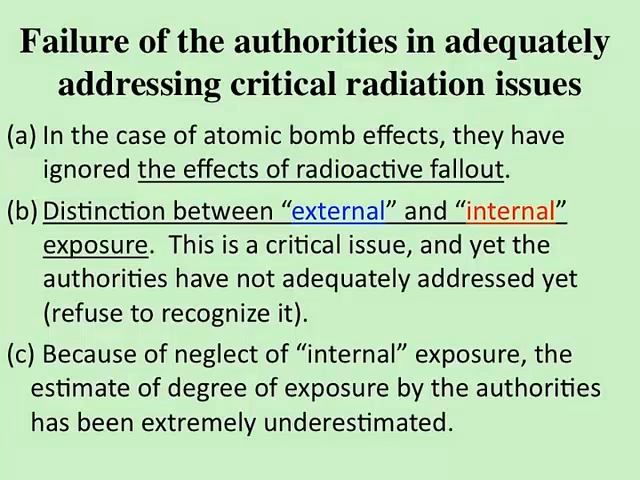 Failure of the authorities in adequately
addressing critical radiation issues
(a) In the case of atomic bomb effects, they have
ignored the effects of radioactive fallout.
(b) Distinction between “external” and “internal”
exposure. This is a critical issue, and yet the
authorities have not adequately addressed yet
(refuse to recognize it).
(c) Because of neglect of “internal” exposure, the
estimate of degree of exposure by the authorities
has been extremely underestimated.